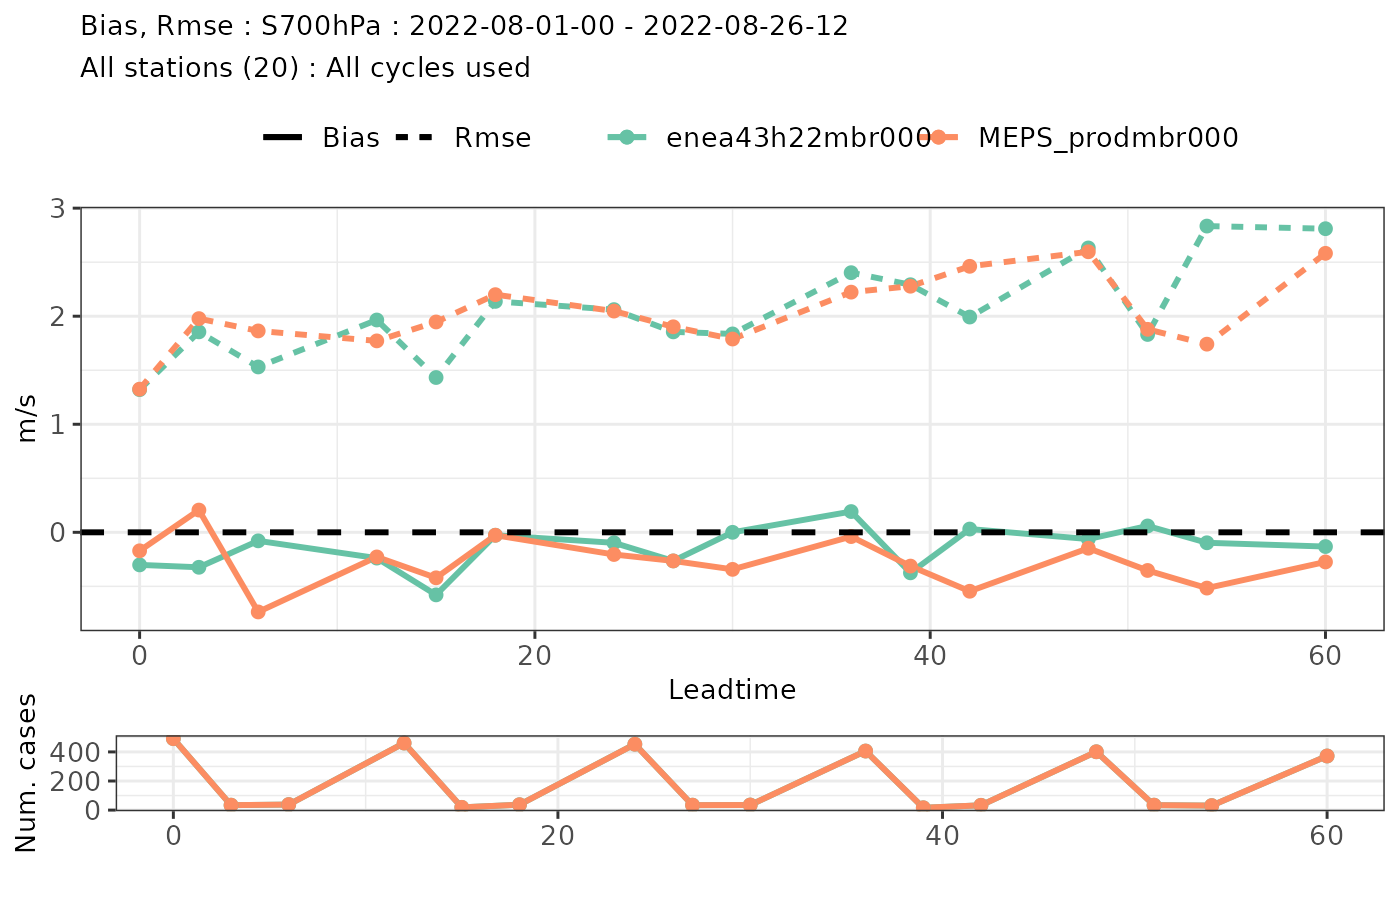 Bias, Rmse : S700hPa : 2022-08-01-00 - 2022-08-26-12
All stations (20) : All cycles used
Bias Rmse enea43h22mbr000 MEPS_prodmbr000
3
2
1
0
m/s
0 20 40 60
Leadtime
400
200
0
Num. cases
0 20 40 60